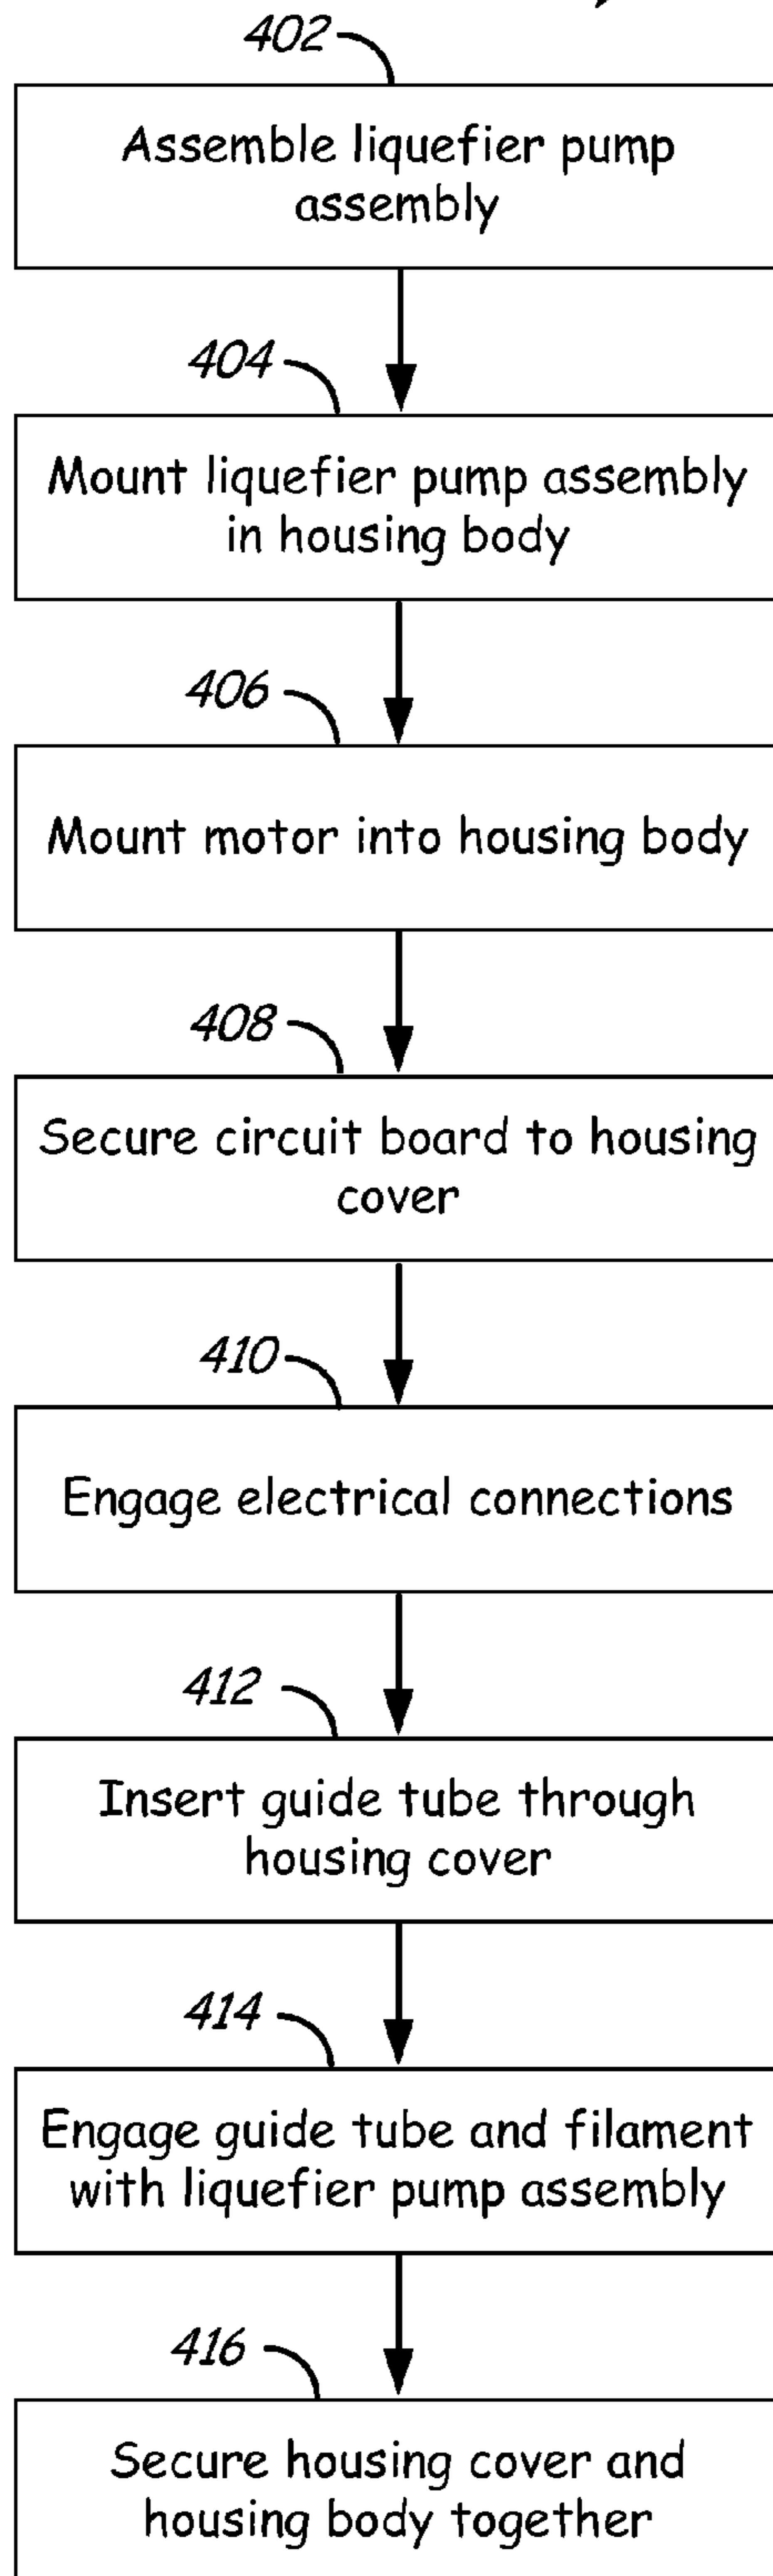 402
Assemble liquefier pump
assembly
404
Mount liquefier pump assembly
in housing body
406
Mount motor into housing body
408
Secure circuit board to housing
cover
410
Engage electrical connections
412
Insert guide tube through
housing cover
414
Engage guide tube and filament
with liquefier pump assembly
416
Secure housing cover and
housing body together